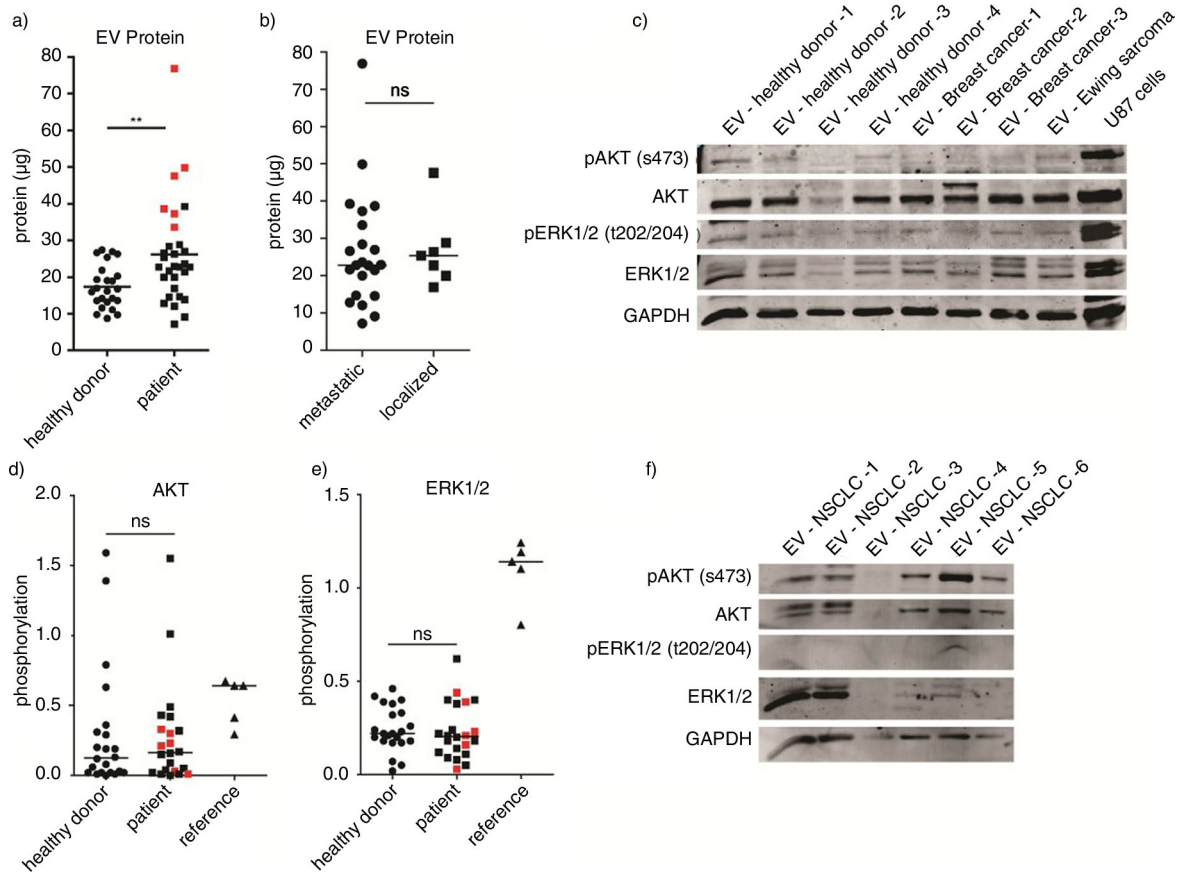 a)
EV Protein
protein (µg)
80
70
60
50
40
30
20
10
0
**
healthy donor
patient
b)
EV Protein
protein (µg)
80
70
60
50
40
30
20
10
0
ns
metastatic
localized
c)
EV - healthy donor -1
EV - healthy donor -2
EV - healthy donor -3
EV - healthy donor -4
EV - Breast cancer-1
EV - Breast cancer-2
EV - Breast cancer-3
EV - Ewing sarcoma
U87 cells
pAKT (s473)
AKT
pERK1/2 (t202/204)
ERK1/2
GAPDH
d)
AKT
phosphorylation
2.0
1.5
1.0
0.5
0.0
ns
healthy donor
patient
reference
e)
ERK1/2
phosphorylation
1.5
1.0
0.5
0.0
ns
healthy donor
patient
reference
f)
EV - NSCLC -1
EV - NSCLC -2
EV - NSCLC -3
EV - NSCLC -4
EV - NSCLC -5
EV - NSCLC -6
pAKT (s473)
AKT
pERK1/2 (t202/204)
ERK1/2
GAPDH